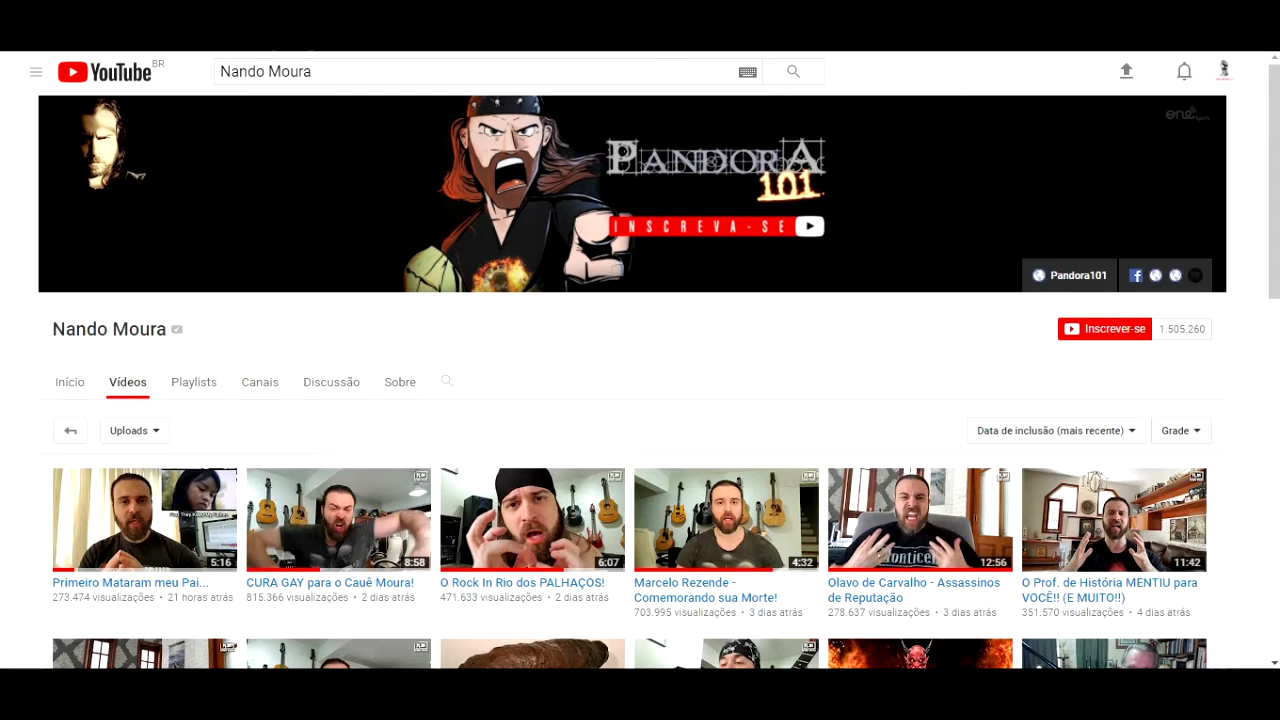 YouTube BR
Nando Moura
PANDORA
101
INSCREVA-SE
Pandora101
Nando Moura
Inscrever-se 1.505.260
Início Vídeos Playlists Canais Discussão Sobre
Uploads
Data de inclusão (mais recente) Grade
5:16 8:58 6:07 4:32 12:56 11:42
Primeiro Mataram meu Pai...
273.474 visualizações • 21 horas atrás
CURA GAY para o Cauê Moura!
815.366 visualizações • 2 dias atrás
O Rock In Rio dos PALHAÇOS!
471.633 visualizações • 2 dias atrás
Marcelo Rezende -
Comemorando sua Morte!
703.995 visualizações • 3 dias atrás
Olavo de Carvalho - Assassinos
de Reputação
278.637 visualizações • 3 dias atrás
O Prof. de História MENTIU para
VOCÊ!! (E MUITO!!)
351.570 visualizações • 4 dias atrás